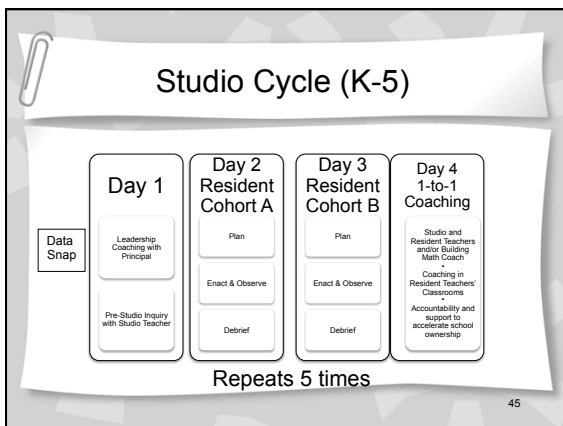 Studio Cycle (K-5)
Data
Snap
Day 1
Leadership
Coaching with
Principal
Pre-Studio Inquiry
with Studio Teacher
Day 2
Resident
Cohort A
Plan
Enact & Observe
Debrief
Day 3
Resident
Cohort B
Plan
Enact & Observe
Debrief
Day 4
1-to-1
Coaching
Studio and
Resident Teachers
and/or Building
Math Coach
•
Coaching in
Resident Teachers'
Classrooms
•
Accountability and
support to
accelerate school
ownership
Repeats 5 times
45